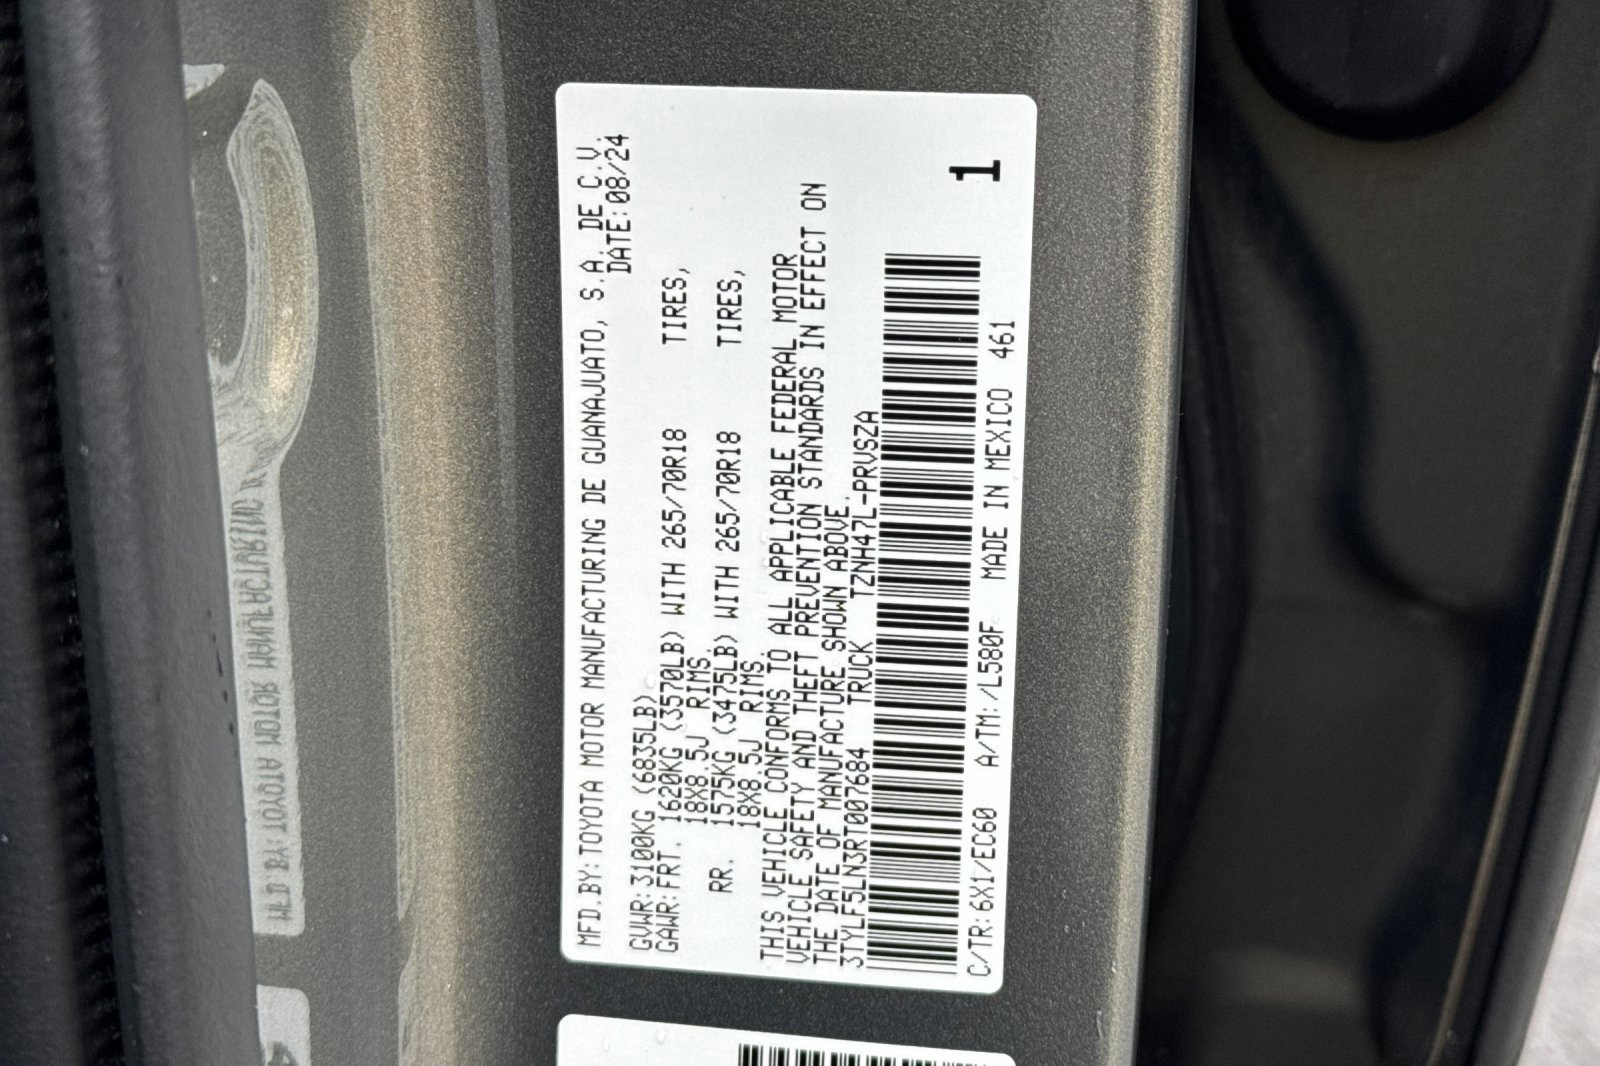 MFD.BY:TOYOTA MOTOR MANUFACTURING DE GUANAJUATO, S.A. DE C.V.
DATE:08/24
GVWR:3100KG (6835LB)
GAWR:FRT. 1620KG (3570LB) WITH 265/70R18 TIRES,
18X8.5J RIMS.
RR. 1575KG (3475LB) WITH 265/70R18 TIRES,
18X8.5J RIMS.
THIS VEHICLE CONFORMS TO ALL APPLICABLE FEDERAL MOTOR
VEHICLE SAFETY AND THEFT PREVENTION STANDARDS IN EFFECT ON
THE DATE OF MANUFACTURE SHOWN ABOVE.
3TYLF5LN3RT007684 TRUCK TZNA47L-PRVSZA
C/TR:6X1/EC60 A/TM:/L580F MADE IN MEXICO 461
1